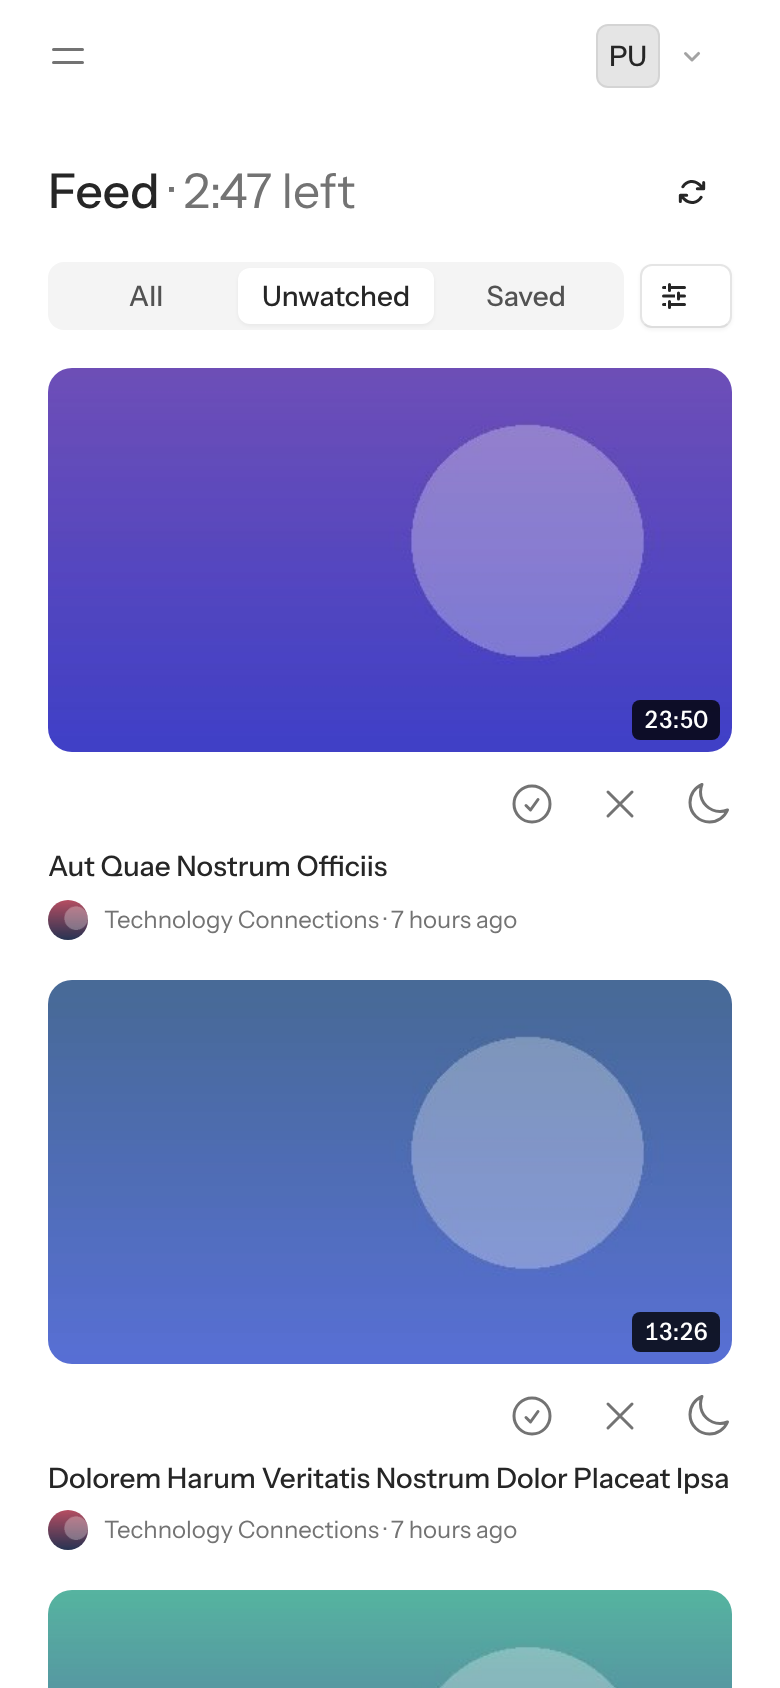 PU
Feed · 2:47 left
All Unwatched Saved
23:50
Aut Quae Nostrum Officiis
Technology Connections · 7 hours ago
13:26
Dolorem Harum Veritatis Nostrum Dolor Placeat Ipsa
Technology Connections · 7 hours ago